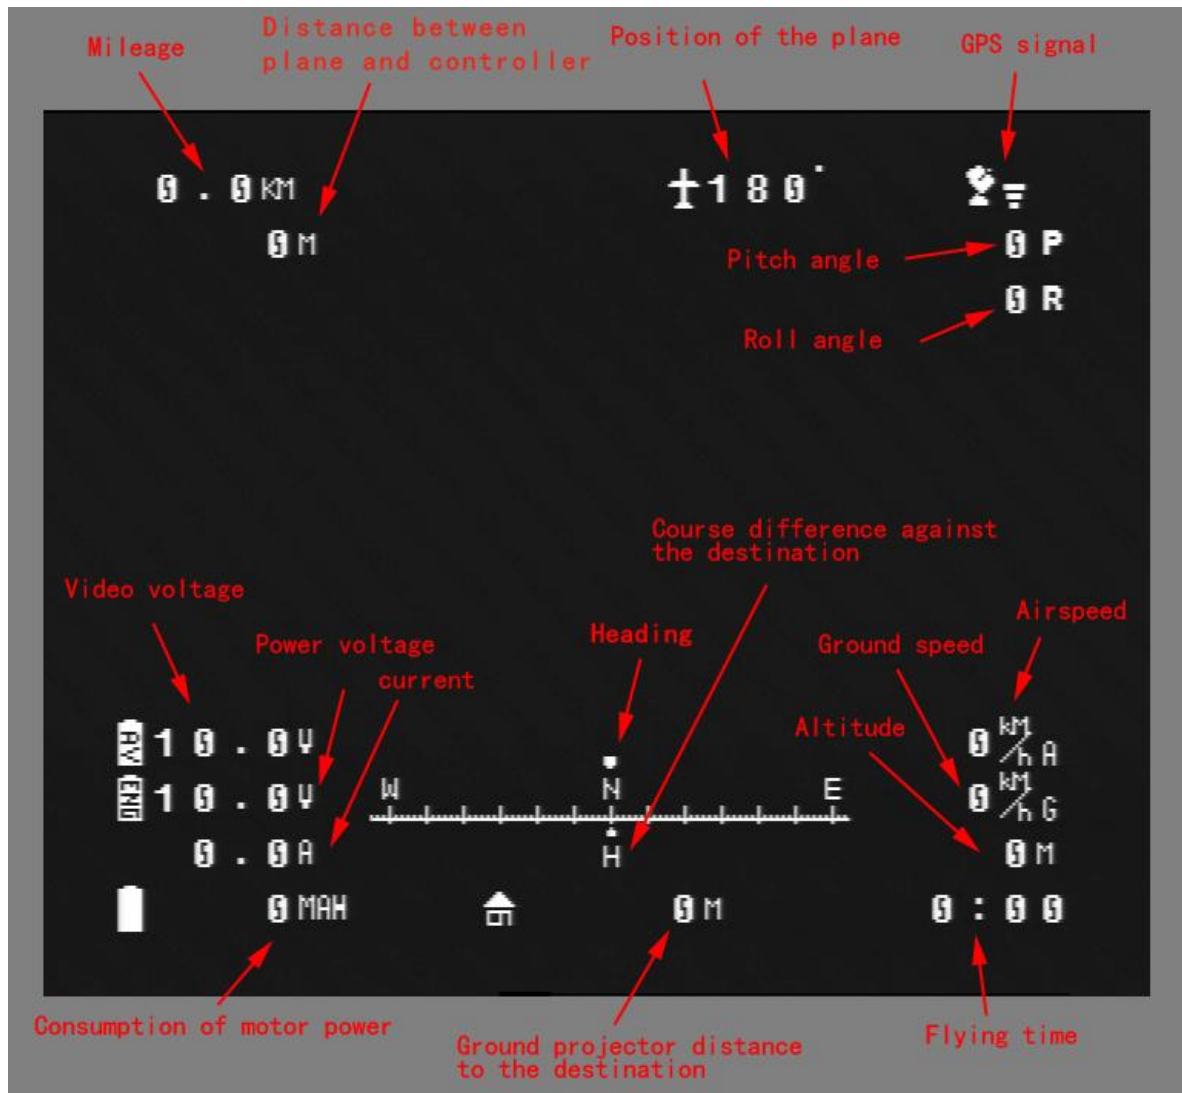 Mileage
Distance between
plane and controller
Position of the plane
GPS signal
0.0KM
180°
0M
Pitch angle
0 P
0 R
Roll angle
Course difference against
the destination
Video voltage
Airspeed
Heading
Power voltage
Ground speed
current
Altitude
AV 10.0V
0 KM/h A
ENG 10.0V
W N E
0 KM/h G
0.0A
H
0M
0MAH
0M
0:00
Consumption of motor power
Ground projector distance
to the destination
Flying time